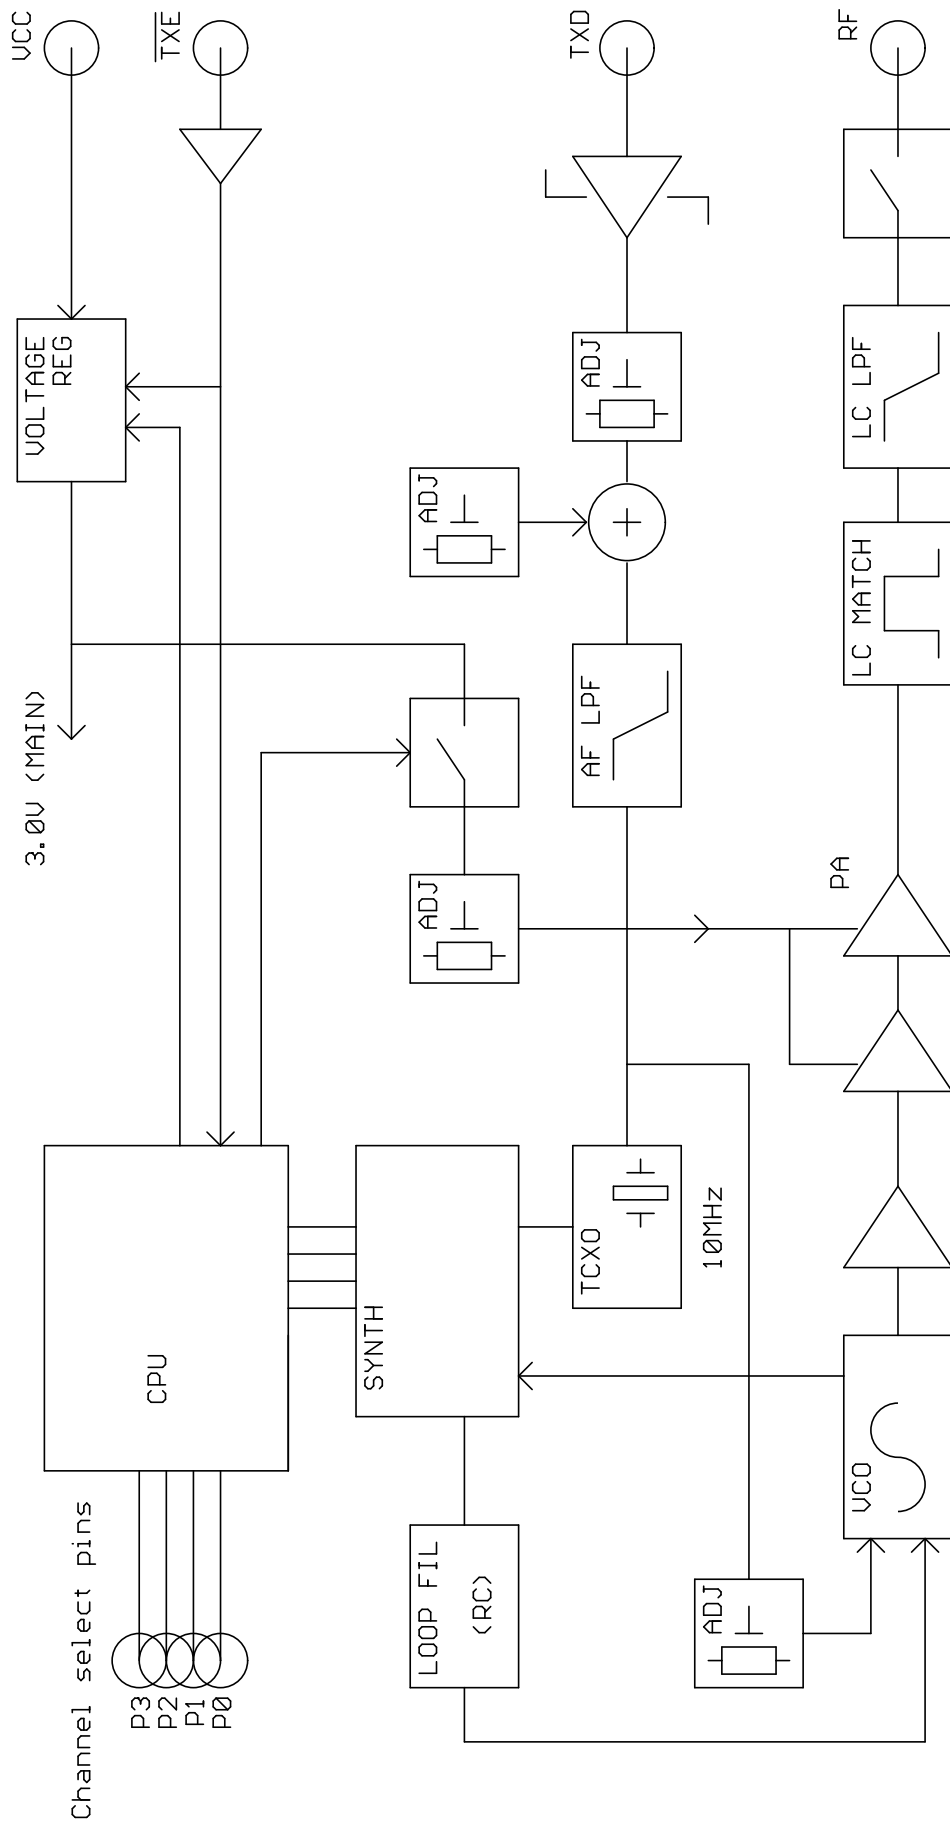 VCC
TXE
TXD
RF
VOLTAGE
REG
ADJ
LC LPF
ADJ
LC MATCH
AF LPF
3.0V (MAIN)
ADJ
PA
CPU
SYNTH
TCXO
10MHz
VCO
LOOP FIL
(RC)
ADJ
Channel select pins
P3
P2
P1
P0